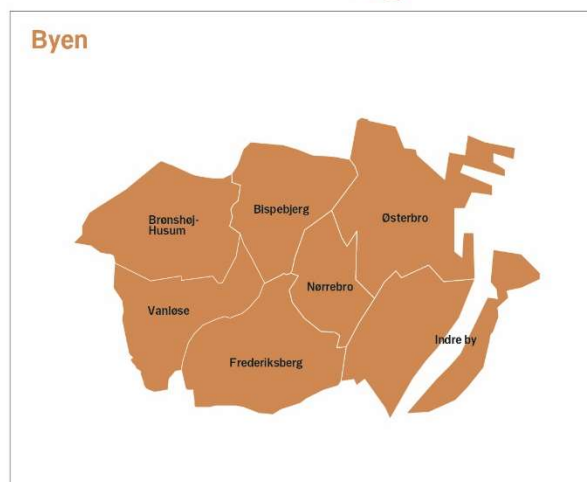 Byen
Brønshøj-
Husum
Bispebjerg
Østerbro
Vanløse
Nørrebro
Frederiksberg
Indre by